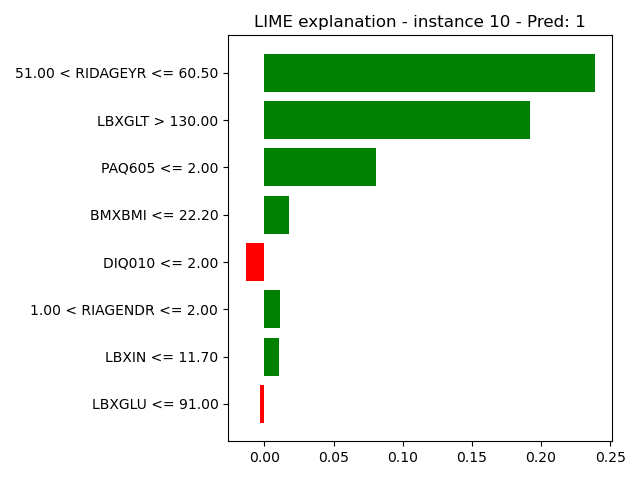 LIME explanation - instance 10 - Pred: 1
51.00 < RIDAGEYR <= 60.50
LBXGLT > 130.00
PAQ605 <= 2.00
BMXBMI <= 22.20
DIQ010 <= 2.00
1.00 < RIAGENDR <= 2.00
LBXIN <= 11.70
LBXGLU <= 91.00
0.00 0.05 0.10 0.15 0.20 0.25